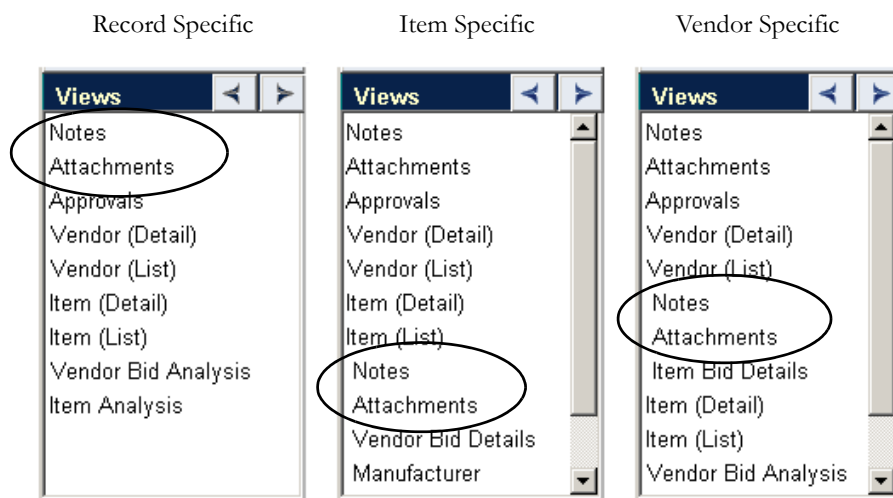 Record Specific
Item Specific
Vendor Specific
Views
Notes
Attachments
Approvals
Vendor (Detail)
Vendor (List)
Item (Detail)
Item (List)
Vendor Bid Analysis
Item Analysis
Views
Notes
Attachments
Approvals
Vendor (Detail)
Vendor (List)
Item (Detail)
Item (List)
Notes
Attachments
Vendor Bid Details
Manufacturer
Views
Notes
Attachments
Approvals
Vendor (Detail)
Vendor (List)
Notes
Attachments
Item Bid Details
Item (Detail)
Item (List)
Vendor Bid Analysis